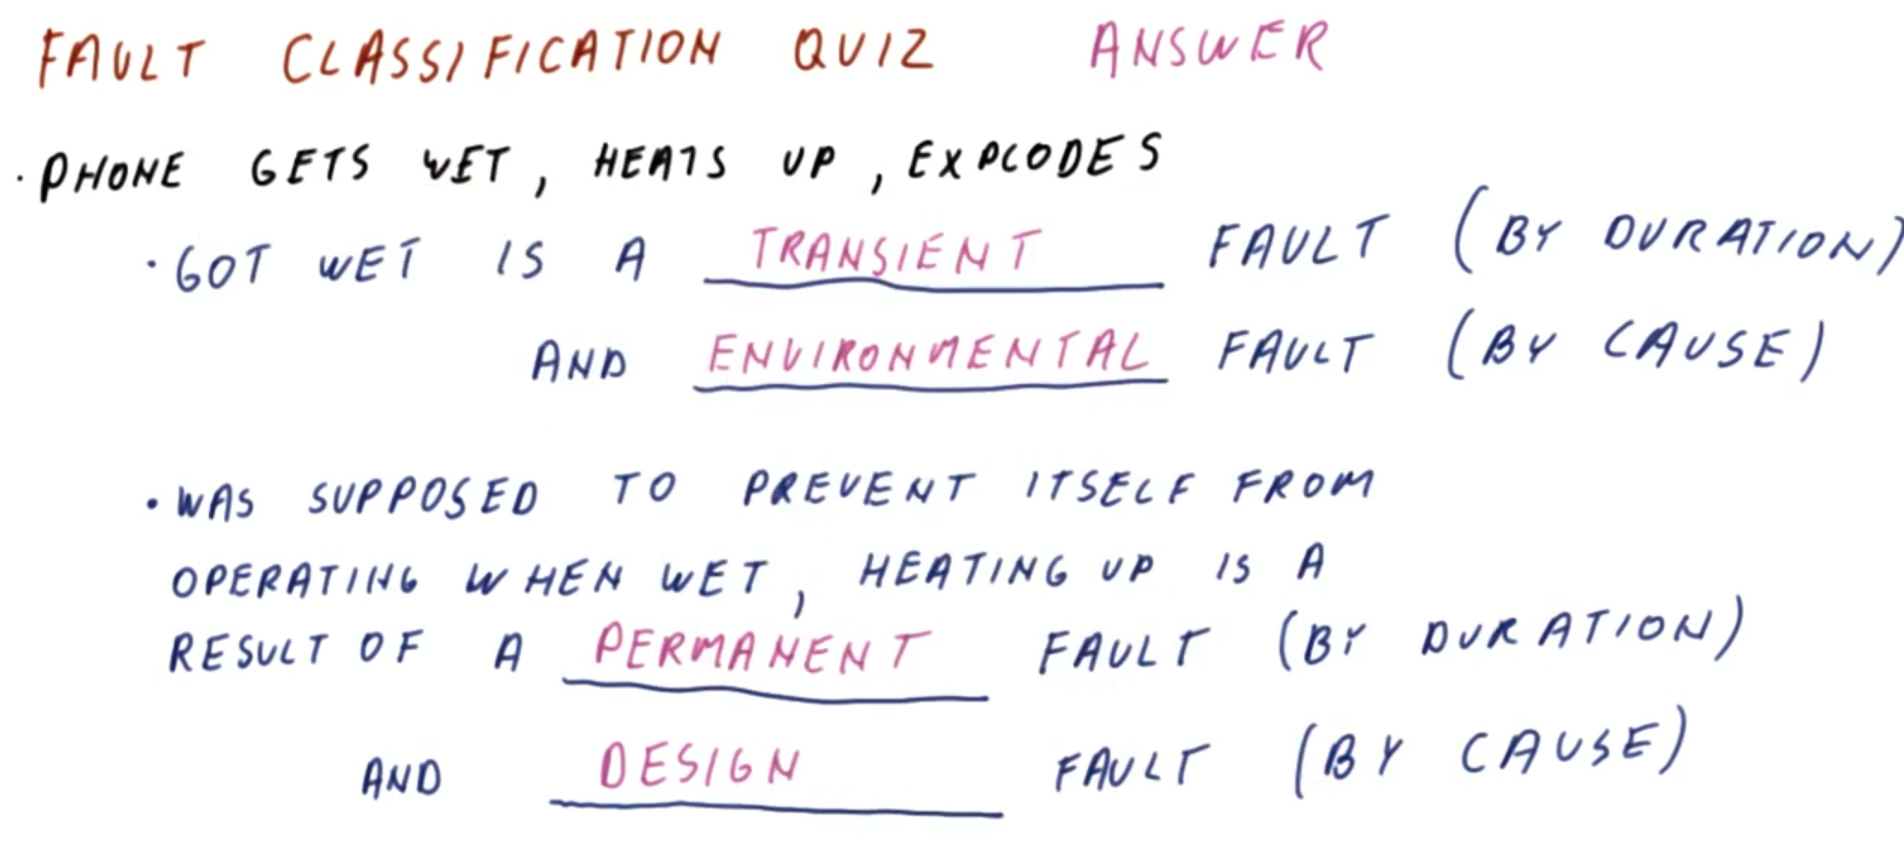 FAULT CLASSIFICATION QUIZ ANSWER
· PHONE GETS WET, HEATS UP, EXPLODES
· GOT WET IS A TRANSIENT FAULT (BY DURATION)
AND ENVIRONMENTAL FAULT (BY CAUSE)
· WAS SUPPOSED TO PREVENT ITSELF FROM
OPERATING WHEN WET, HEATING UP IS A
RESULT OF A PERMANENT FAULT (BY DURATION)
AND DESIGN FAULT (BY CAUSE)